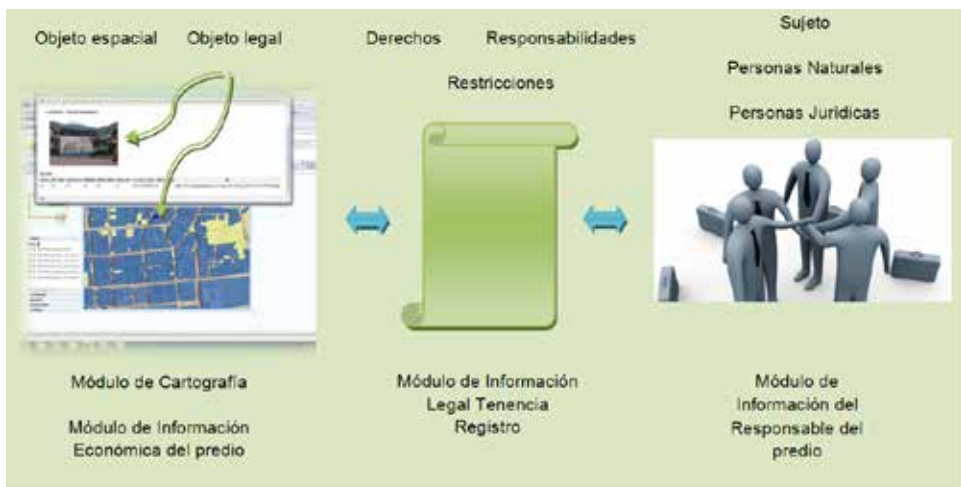 Objeto espacial
Objeto legal
Derechos
Responsabilidades
Restricciones
Sujeto
Personas Naturales
Personas Jurídicas
Módulo de Cartografía
Módulo de Información
Económica del predio
Módulo de Información
Legal Tenencia
Registro
Módulo de
Información del
Responsable del
predio